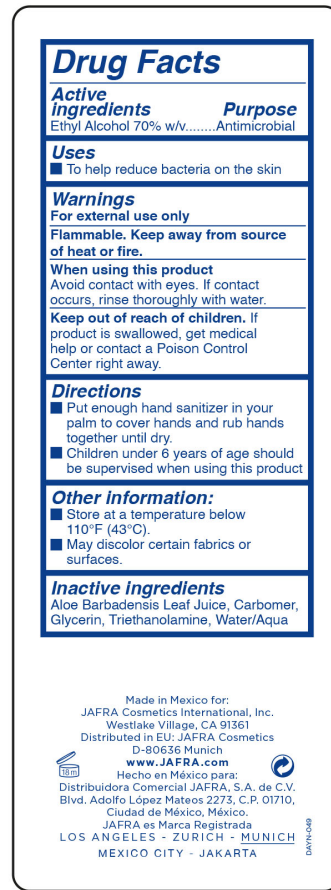 Drug Facts
Active
ingredients Purpose
Ethyl Alcohol 70% w/v........Antimicrobial
Uses
■ To help reduce bacteria on the skin
Warnings
For external use only
Flammable. Keep away from source
of heat or fire.
When using this product
Avoid contact with eyes. If contact
occurs, rinse thoroughly with water.
Keep out of reach of children. If
product is swallowed, get medical
help or contact a Poison Control
Center right away.
Directions
■ Put enough hand sanitizer in your
palm to cover hands and rub hands
together until dry.
■ Children under 6 years of age should
be supervised when using this product
Other information:
■ Store at a temperature below
110°F (43°C).
■ May discolor certain fabrics or
surfaces.
Inactive ingredients
Aloe Barbadensis Leaf Juice, Carbomer,
Glycerin, Triethanolamine, Water/Aqua
Made in Mexico for:
JAFRA Cosmetics International, Inc.
Westlake Village, CA 91361
Distributed in EU: JAFRA Cosmetics
D-80636 Munich
www.JAFRA.com
18 m
Hecho en México para:
Distribuidora Comercial JAFRA, S.A. de C.V.
Blvd. Adolfo López Mateos 2273, C.P. 01710,
Ciudad de México, México.
JAFRA es Marca Registrada
LOS ANGELES - ZURICH - MUNICH
MEXICO CITY - JAKARTA
DAYN-049